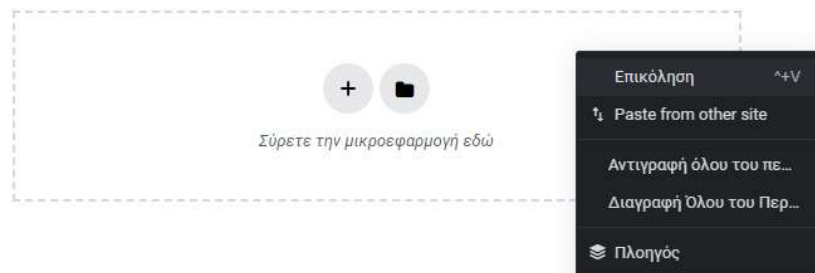 Σύρετε την μικροεφαρμογή εδώ
Επικόληση ^+V
Paste from other site
Αντιγραφή όλου του πε...
Διαγραφή Όλου του Περ...
Πλοηγός